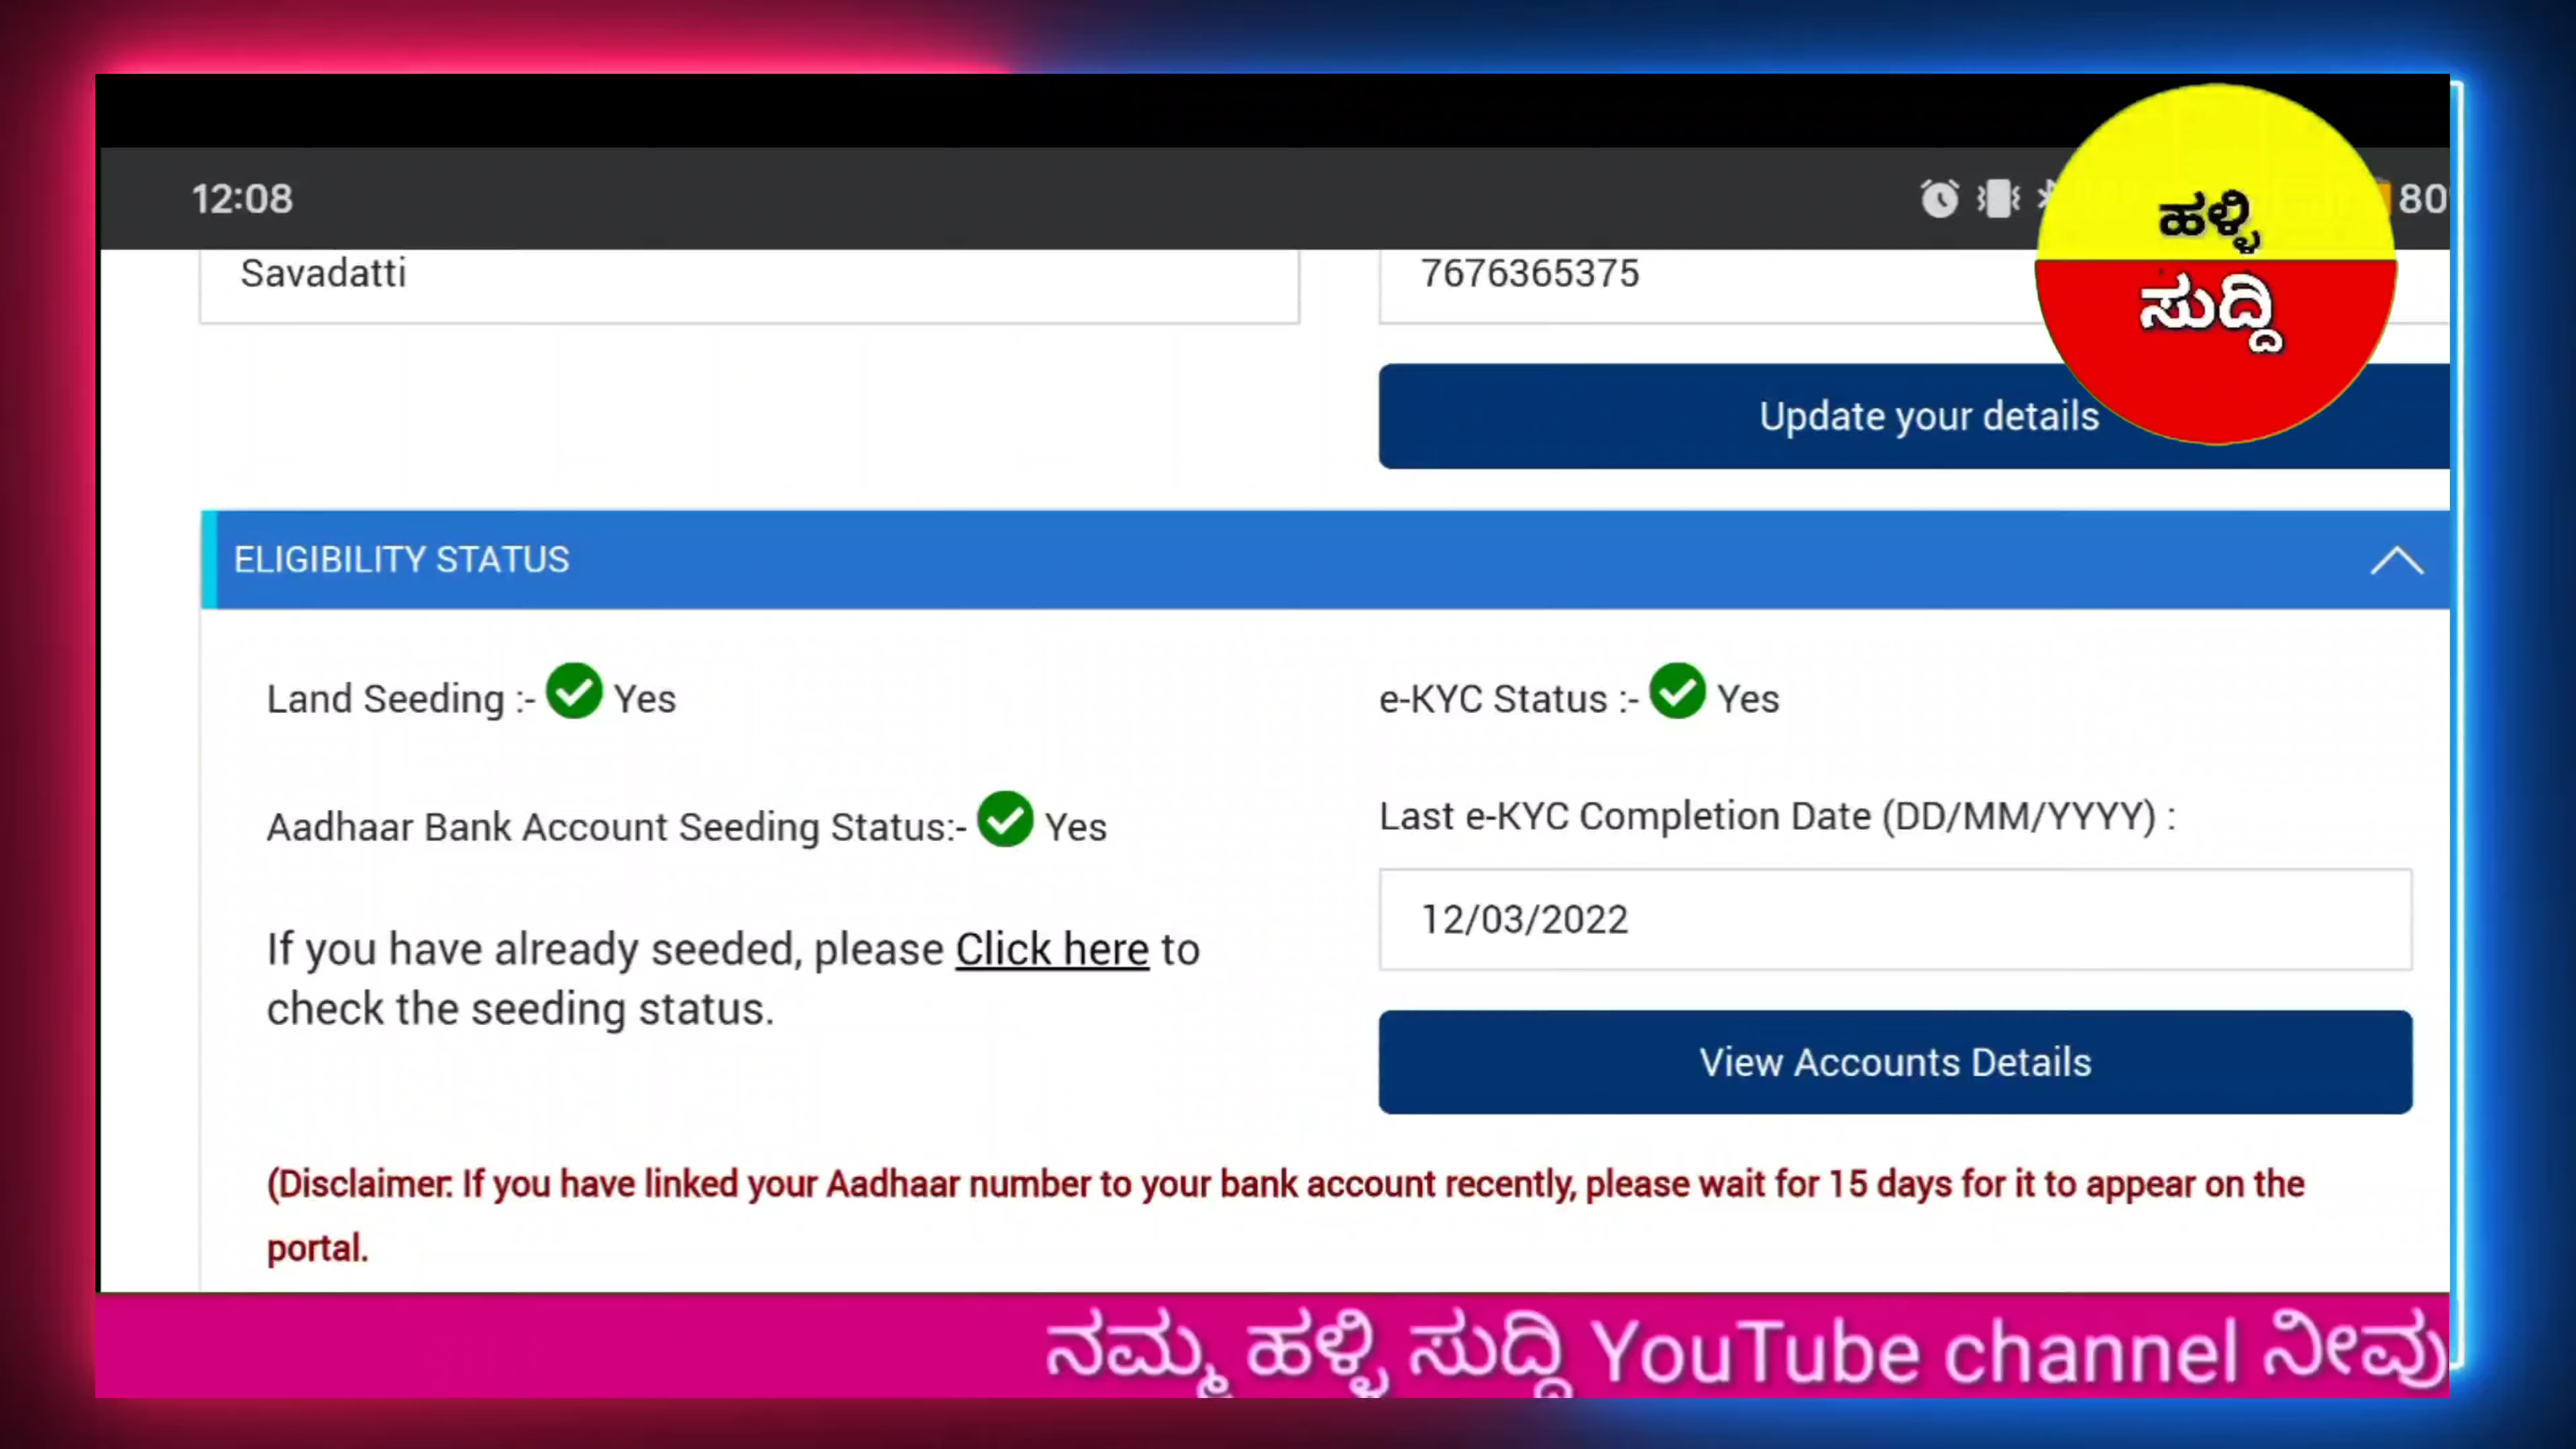 12:08
80
ಹಳ್ಳಿ
ಸುದ್ದಿ
Savadatti
7676365375
Update your details
ELIGIBILITY STATUS
Land Seeding :- Yes
e-KYC Status :- Yes
Aadhaar Bank Account Seeding Status:- Yes
Last e-KYC Completion Date (DD/MM/YYYY) :
12/03/2022
If you have already seeded, please Click here to
check the seeding status.
View Accounts Details
(Disclaimer: If you have linked your Aadhaar number to your bank account recently, please wait for 15 days for it to appear on the
portal.
ನಮ್ಮ ಹಳ್ಳಿ ಸುದ್ದಿ YouTube channel ನೀವು